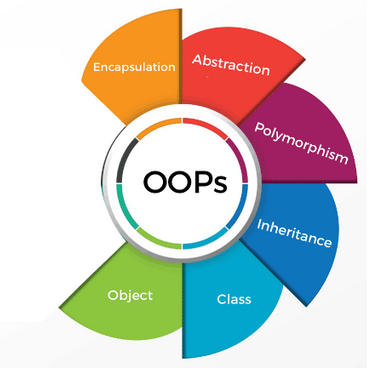 Encapsulation
Abstraction
Polymorphism
Inheritance
Class
Object
OOPs